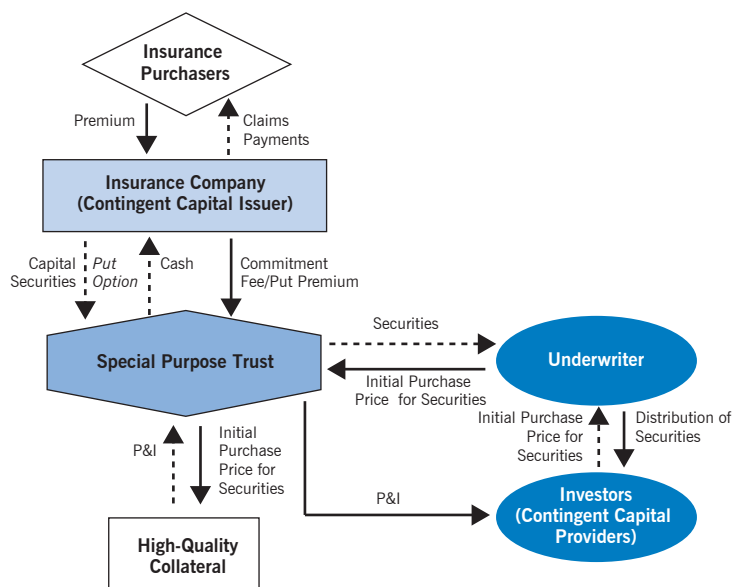 Insurance
Purchasers
Premium
Claims
Payments
Insurance Company
(Contingent Capital Issuer)
Capital
Securities
Put
Option
Cash
Commitment
Fee/Put Premium
Special Purpose Trust
Securities
Underwriter
Initial Purchase
Price for Securities
Initial Purchase
Price for
Securities
Distribution of
Securities
P&I
Initial
Purchase
Price for
Securities
P&I
Investors
(Contingent Capital
Providers)
High-Quality
Collateral